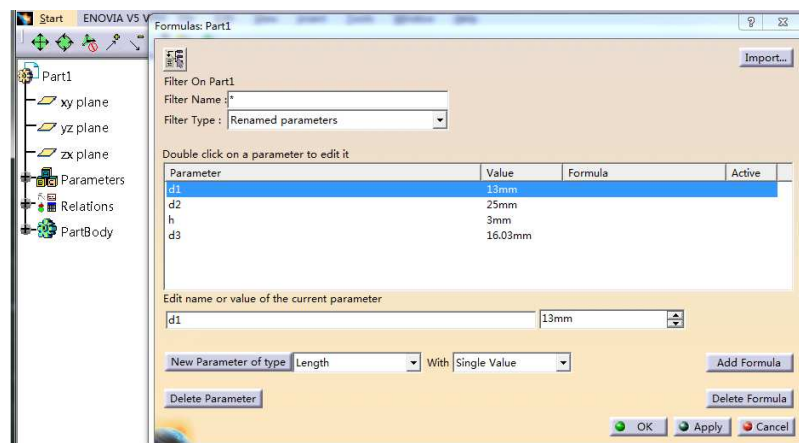 Start ENOVIA V5 V
Formulas: Part1
Part1
xy plane
yz plane
zx plane
Parameters
Relations
PartBody
Import...
Filter On Part1
Filter Name :*
Filter Type : Renamed parameters
Double click on a parameter to edit it
Parameter Value Formula Active
d1 13mm
d2 25mm
h 3mm
d3 16.03mm
Edit name or value of the current parameter
d1 13mm
New Parameter of type Length With Single Value Add Formula
Delete Parameter Delete Formula
OK Apply Cancel